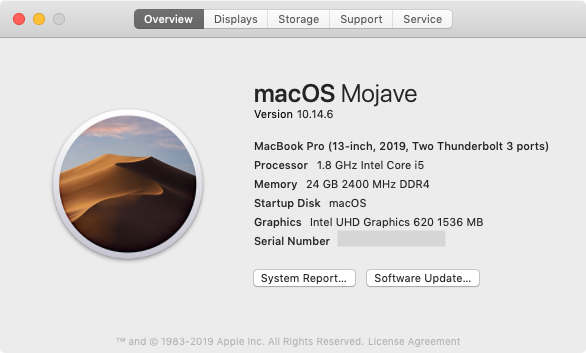 Overview Displays Storage Support Service
macOS Mojave
Version 10.14.6
MacBook Pro (13-inch, 2019, Two Thunderbolt 3 ports)
Processor 1.8 GHz Intel Core i5
Memory 24 GB 2400 MHz DDR4
Startup Disk macOS
Graphics Intel UHD Graphics 620 1536 MB
Serial Number
System Report... Software Update...
™ and © 1983-2019 Apple Inc. All Rights Reserved. License Agreement